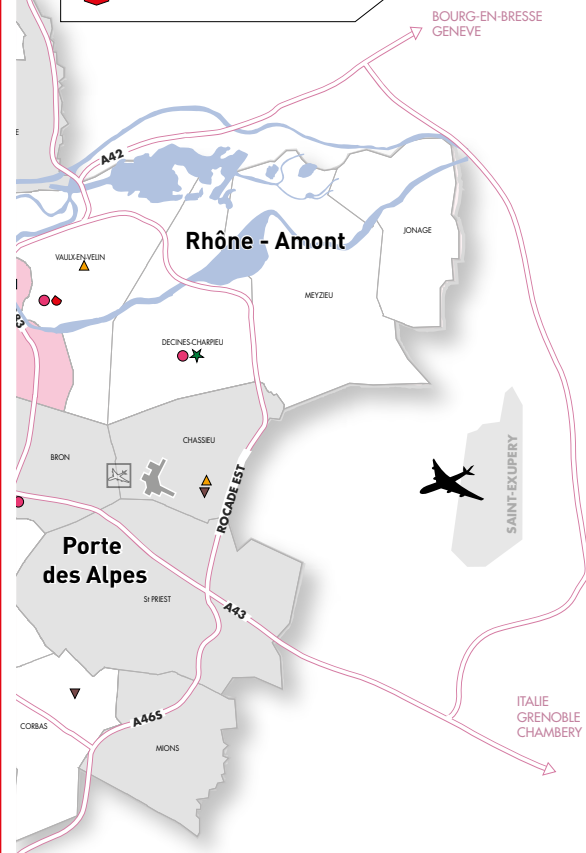 BOURG-EN-BRESSE
GENEVE
E
A42
JONAGE
Rhône - Amont
VAULX-EN-VELIN
MEYZIEU
DECINES-CHARPIEU
CHASSIEU
BRON
ROCADE EST
SAINT-EXUPERY
Porte
des Alpes
St PRIEST
A43
ITALIE
GRENOBLE
CHAMBERY
A46S
CORBAS
MIONS